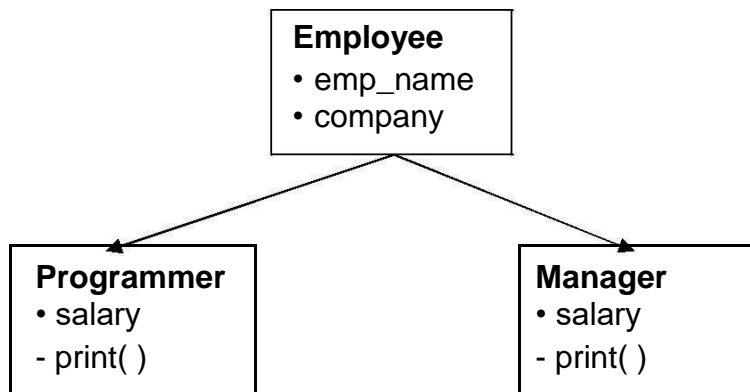 Employee
• emp_name
• company
Programmer
• salary
- print( )
Manager
• salary
- print( )